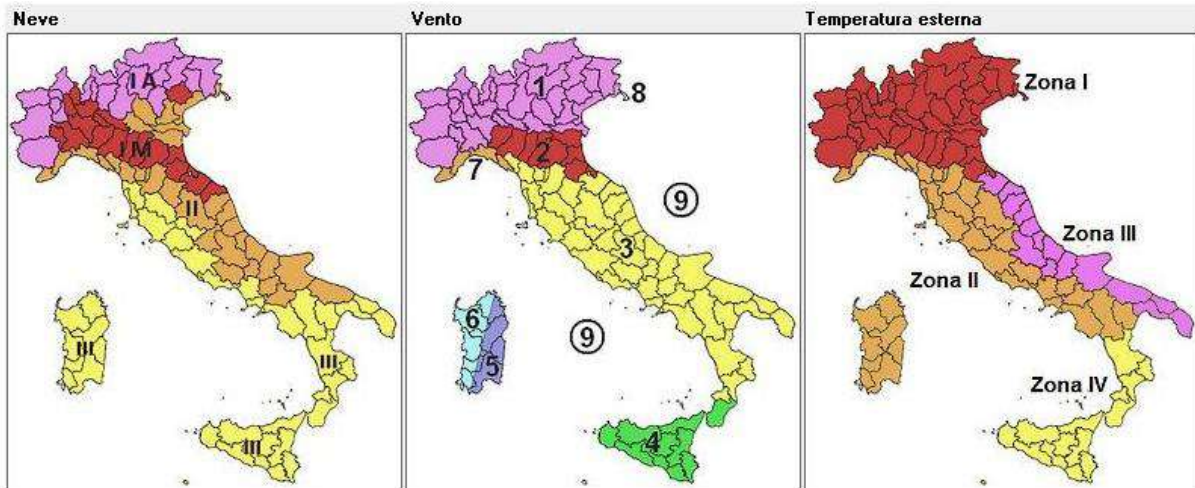 Neve
I A
I M
II
III
III
III
Vento
1
8
2
7
9
3
6
9
5
4
Temperatura esterna
Zona I
Zona III
Zona II
Zona IV